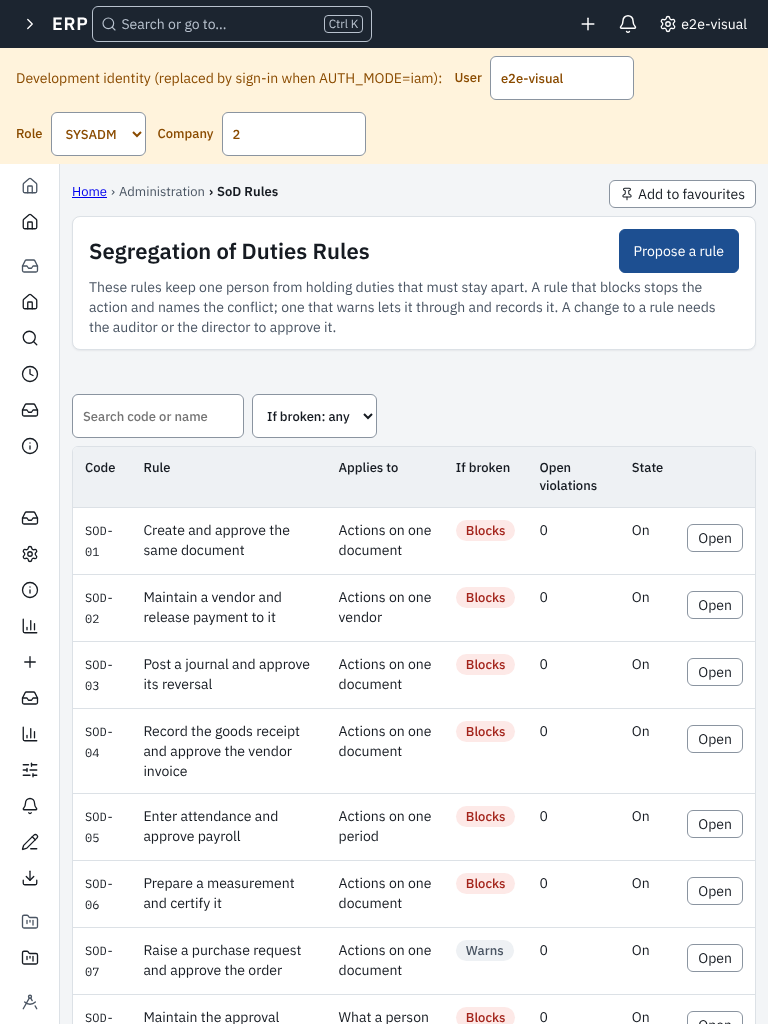 ERP
Search or go to...
Ctrl K
e2e-visual
Development identity (replaced by sign-in when AUTH_MODE=iam):
User
e2e-visual
Role
SYSADM
Company
2
Home › Administration › SoD Rules
Add to favourites
Segregation of Duties Rules
Propose a rule
These rules keep one person from holding duties that must stay apart. A rule that blocks stops the
action and names the conflict; one that warns lets it through and records it. A change to a rule needs
the auditor or the director to approve it.
Search code or name
If broken: any
Code Rule Applies to If broken Open State
violations
SOD- Create and approve the Actions on one Blocks 0 On Open
01 same document document
SOD- Maintain a vendor and Actions on one Blocks 0 On Open
02 release payment to it vendor
SOD- Post a journal and approve Actions on one Blocks 0 On Open
03 its reversal document
SOD- Record the goods receipt Actions on one Blocks 0 On Open
04 and approve the vendor document
invoice
SOD- Enter attendance and Actions on one Blocks 0 On Open
05 approve payroll period
SOD- Prepare a measurement Actions on one Blocks 0 On Open
06 and certify it document
SOD- Raise a purchase request Actions on one Warns 0 On Open
07 and approve the order document
SOD- Maintain the approval What a person Blocks 0 On Open